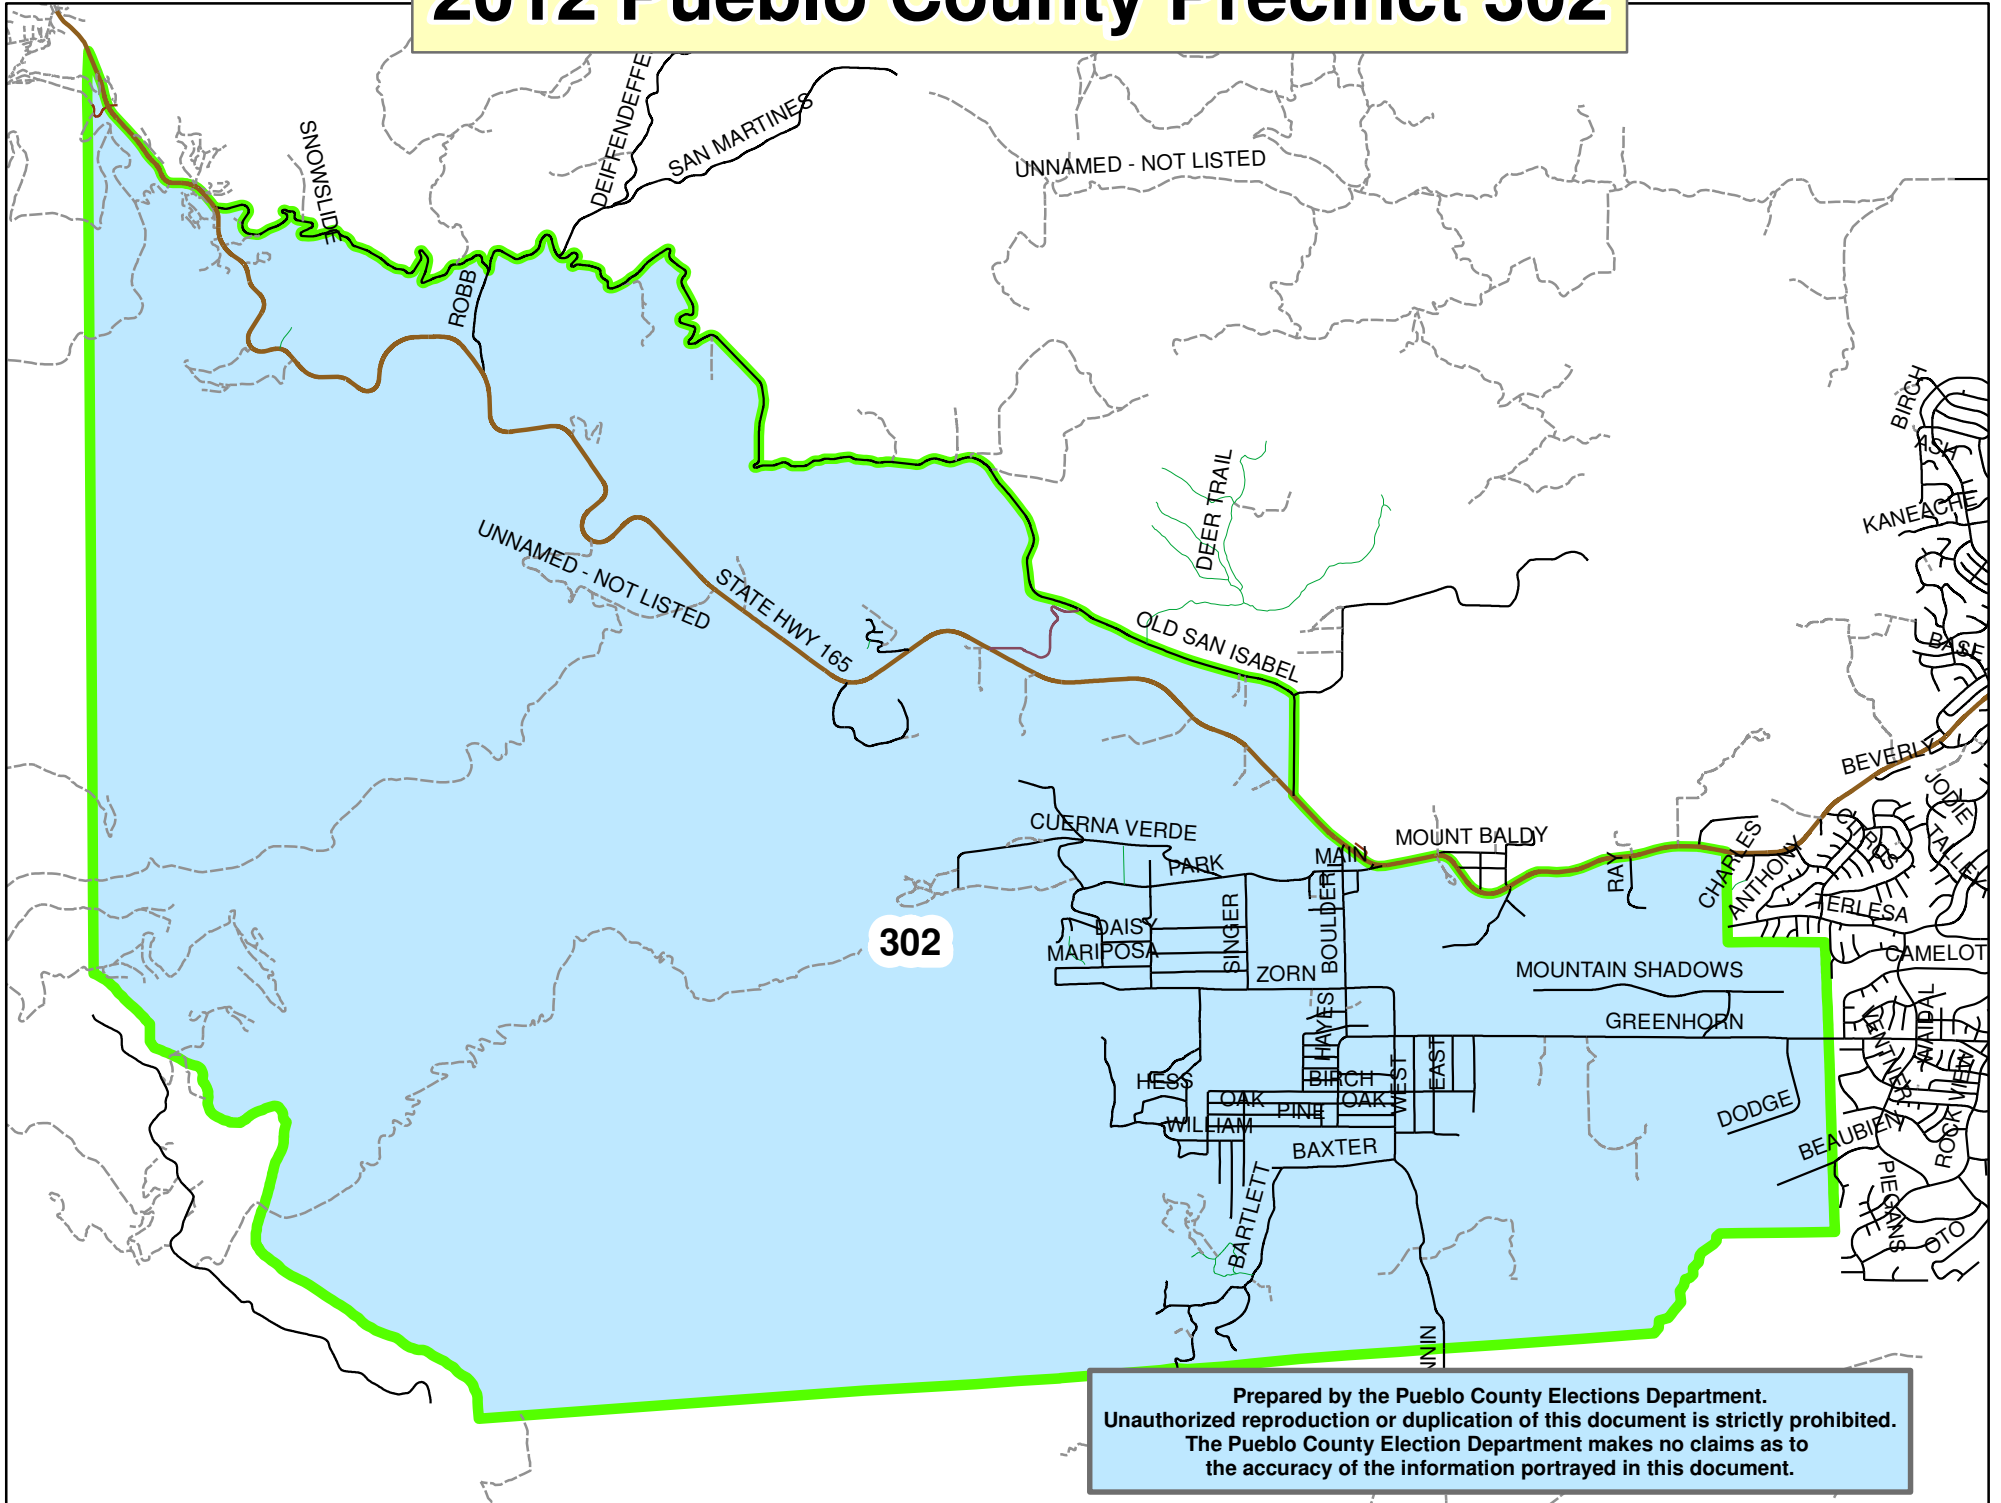 2012 Pueblo County Precinct 302
SNOWSLIDE
SAN MARTINES
UNNAMED - NOT LISTED
ROBB
BIRCH
ASH
KANEACHE
DEER TRAIL
UNNAMED - NOT LISTED
STATE HWY 165
OLD SAN ISABEL
BASE
BEVERLY
JODIE
CUERNA VERDE
MOUNT BALDY
MAIN
PARK
RAY
CHARLES
ANTHONY
302
DAISY
MARIPOSA
SINGER
BOULDER
TERLESA
CAMELOT
ZORN
MOUNTAIN SHADOWS
GREENHORN
HAYES
WEST
EAST
VENTNER
WAIDAL
HESS
BIRCH
OAK
OAK
PINE
WILLIAM
BAXTER
DODGE
BEAUBIEN
ROCK VIEW
BARTLETT
PIEGANS
OTO
Prepared by the Pueblo County Elections Department.
Unauthorized reproduction or duplication of this document is strictly prohibited.
The Pueblo County Election Department makes no claims as to
the accuracy of the information portrayed in this document.